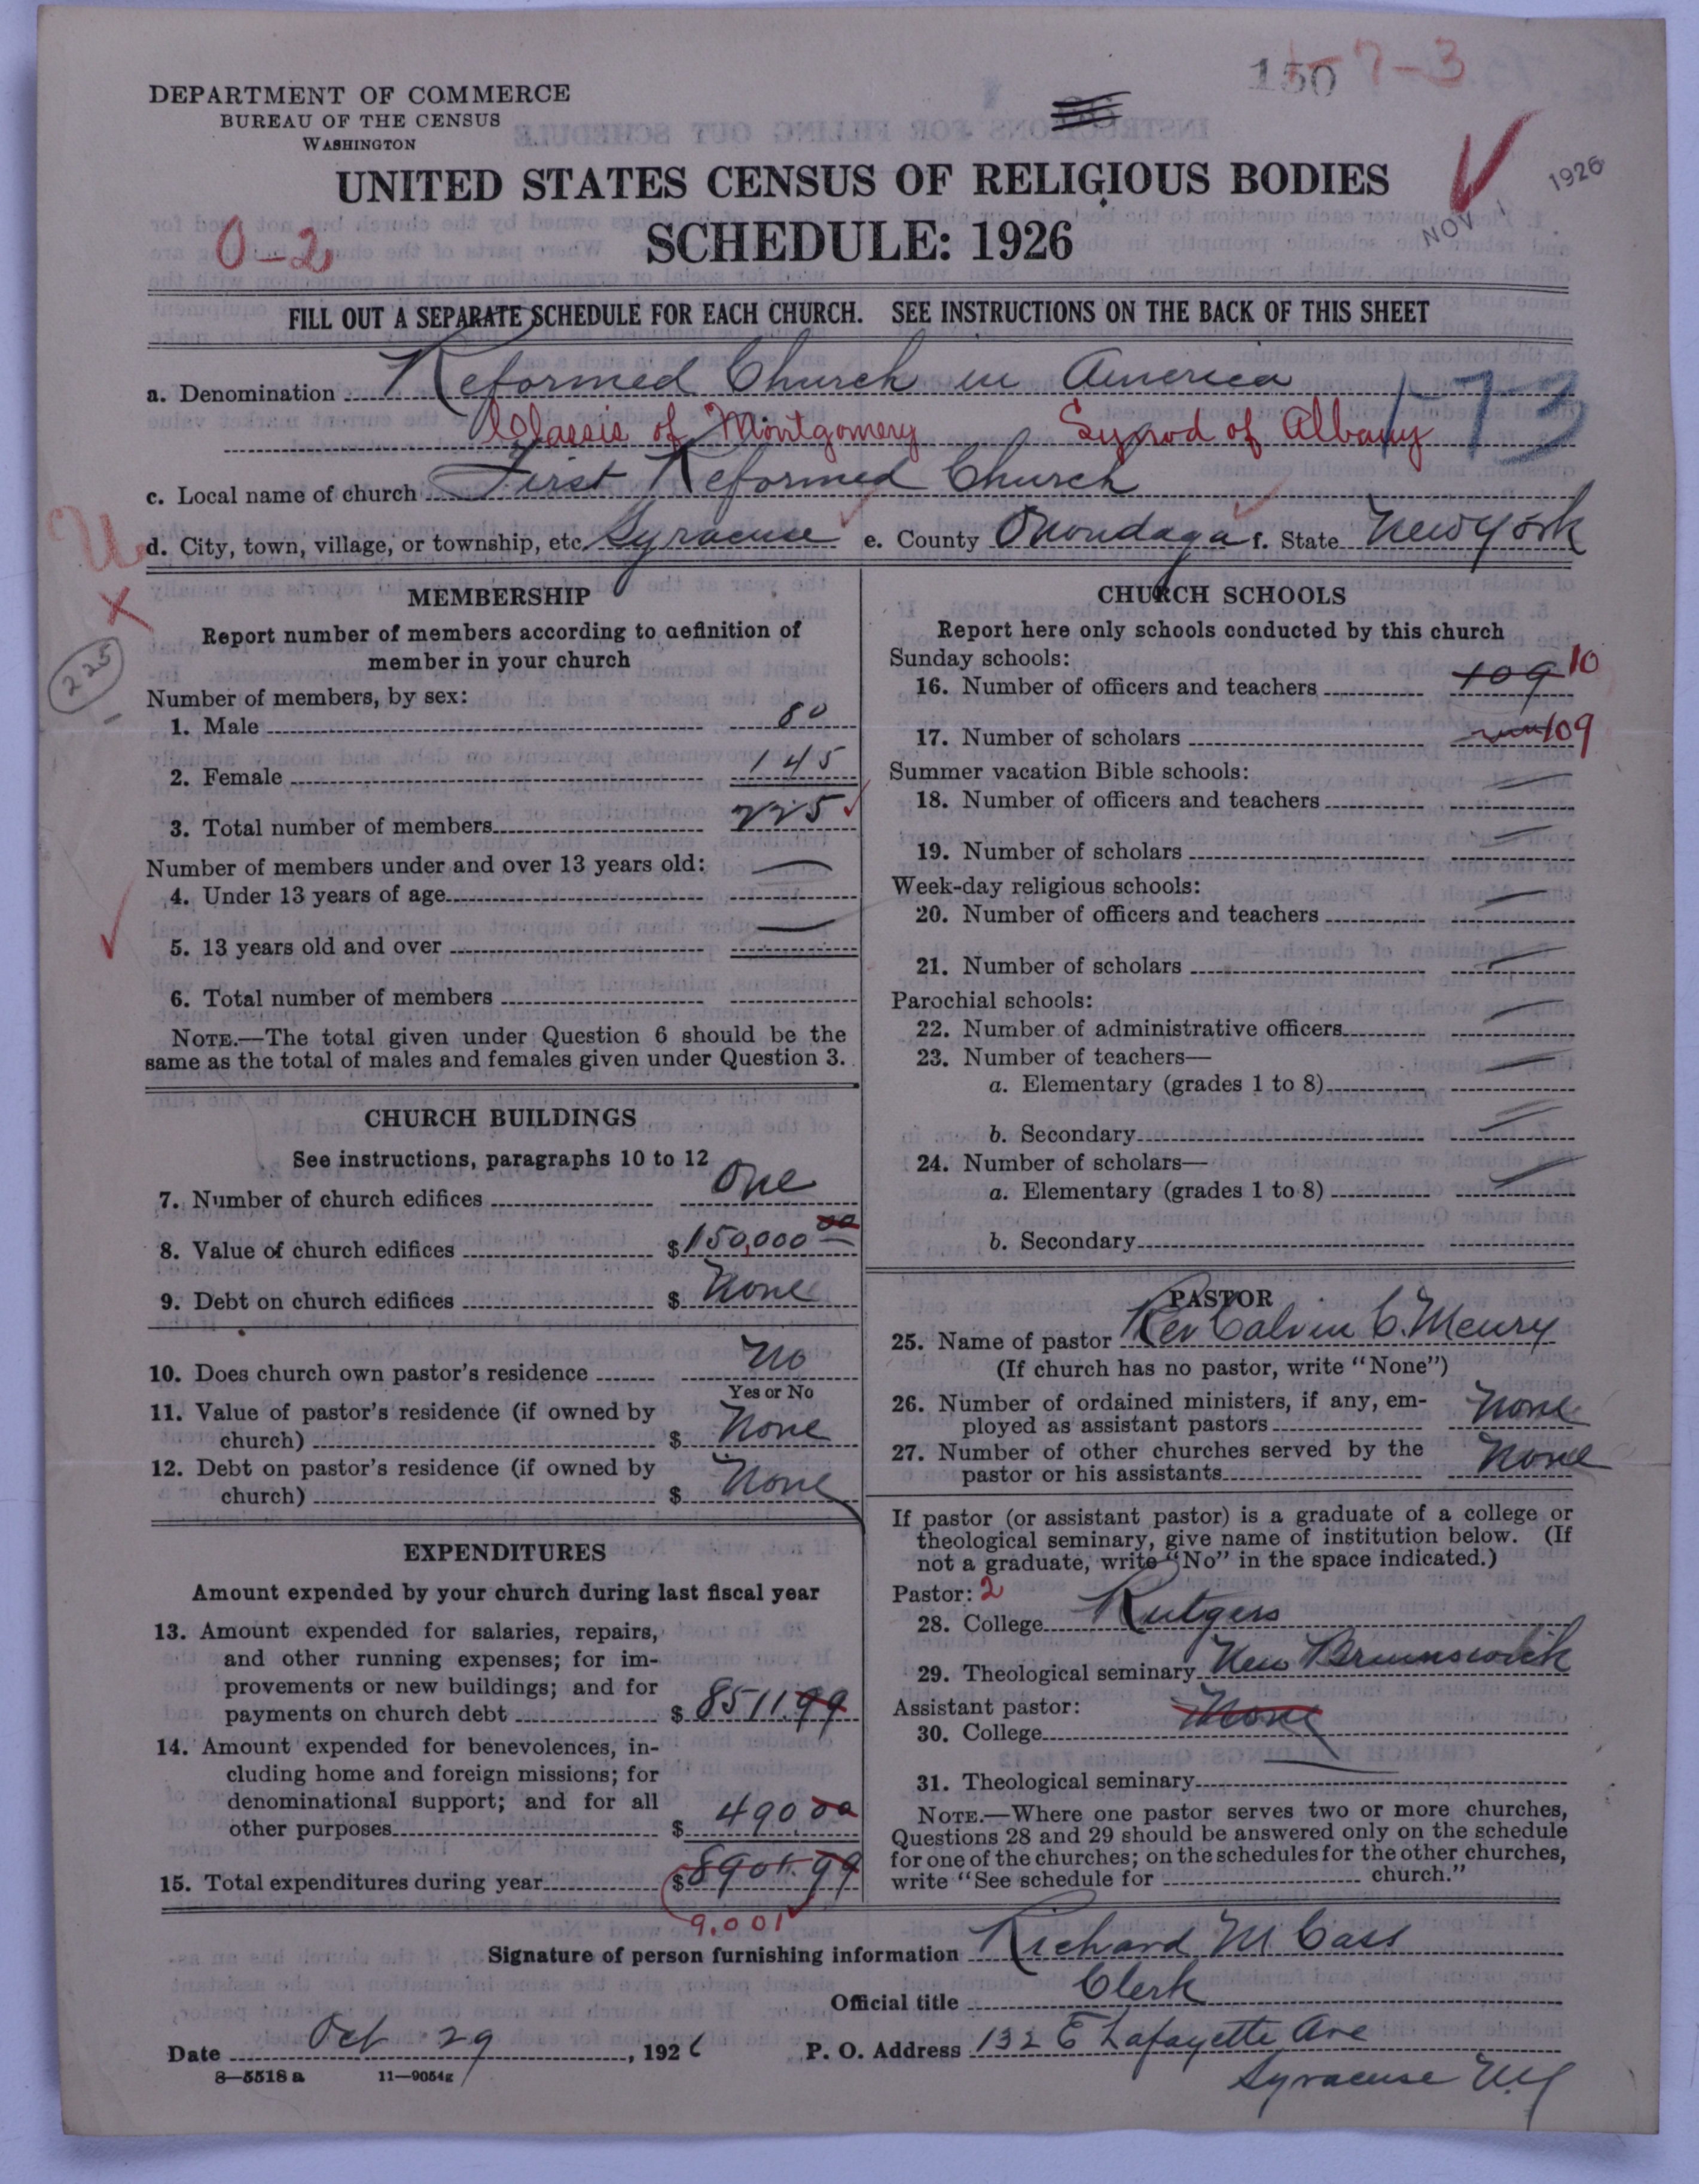 150 7-3
DEPARTMENT OF COMMERCE
BUREAU OF THE CENSUS
WASHINGTON
UNITED STATES CENSUS OF RELIGIOUS BODIES
SCHEDULE: 1926
NOV 1 1926
0-2
FILL OUT A SEPARATE SCHEDULE FOR EACH CHURCH. SEE INSTRUCTIONS ON THE BACK OF THIS SHEET
a. Denomination Reformed Church in America
173
Classis of Montgomery Synod of Albany
c. Local name of church First Reformed Church
d. City, town, village, or township, etc. Syracuse e. County Onondaga f. State New York
U
X
225
MEMBERSHIP
Report number of members according to definition of
member in your church
Number of members, by sex:
1. Male 80
2. Female 145
3. Total number of members 225
Number of members under and over 13 years old:
4. Under 13 years of age
5. 13 years old and over
6. Total number of members
NOTE.—The total given under Question 6 should be the
same as the total of males and females given under Question 3.
CHURCH BUILDINGS
See instructions, paragraphs 10 to 12
7. Number of church edifices One
8. Value of church edifices $150,000 00
9. Debt on church edifices $ None
10. Does church own pastor's residence No
Yes or No
11. Value of pastor's residence (if owned by
church) $ None
12. Debt on pastor's residence (if owned by
church) $ None
EXPENDITURES
Amount expended by your church during last fiscal year
13. Amount expended for salaries, repairs,
and other running expenses; for im-
provements or new buildings; and for
payments on church debt $ 8511.99
14. Amount expended for benevolences, in-
cluding home and foreign missions; for
denominational support; and for all
other purposes $ 490.00
15. Total expenditures during year $8901.99
9.001
CHURCH SCHOOLS
Report here only schools conducted by this church
Sunday schools:
16. Number of officers and teachers 109 10
17. Number of scholars 109
Summer vacation Bible schools:
18. Number of officers and teachers
19. Number of scholars
Week-day religious schools:
20. Number of officers and teachers
21. Number of scholars
Parochial schools:
22. Number of administrative officers
23. Number of teachers—
a. Elementary (grades 1 to 8)
b. Secondary
24. Number of scholars—
a. Elementary (grades 1 to 8)
b. Secondary
PASTOR
25. Name of pastor Rev Calvin C. Meury
(If church has no pastor, write "None")
26. Number of ordained ministers, if any, em-
ployed as assistant pastors None
27. Number of other churches served by the
pastor or his assistants None
If pastor (or assistant pastor) is a graduate of a college or
theological seminary, give name of institution below. (If
not a graduate, write "No" in the space indicated.)
Pastor: 2
28. College Rutgers
29. Theological seminary New Brunswick
Assistant pastor:
30. College None
31. Theological seminary
NOTE.—Where one pastor serves two or more churches,
Questions 28 and 29 should be answered only on the schedule
for one of the churches; on the schedules for the other churches,
write "See schedule for church."
Signature of person furnishing information Richard M Cass
Official title Clerk
Date Oct 29, 1926 P. O. Address 132 E Lafayette Ave
8—5518 a 11—9054g Syracuse N.Y